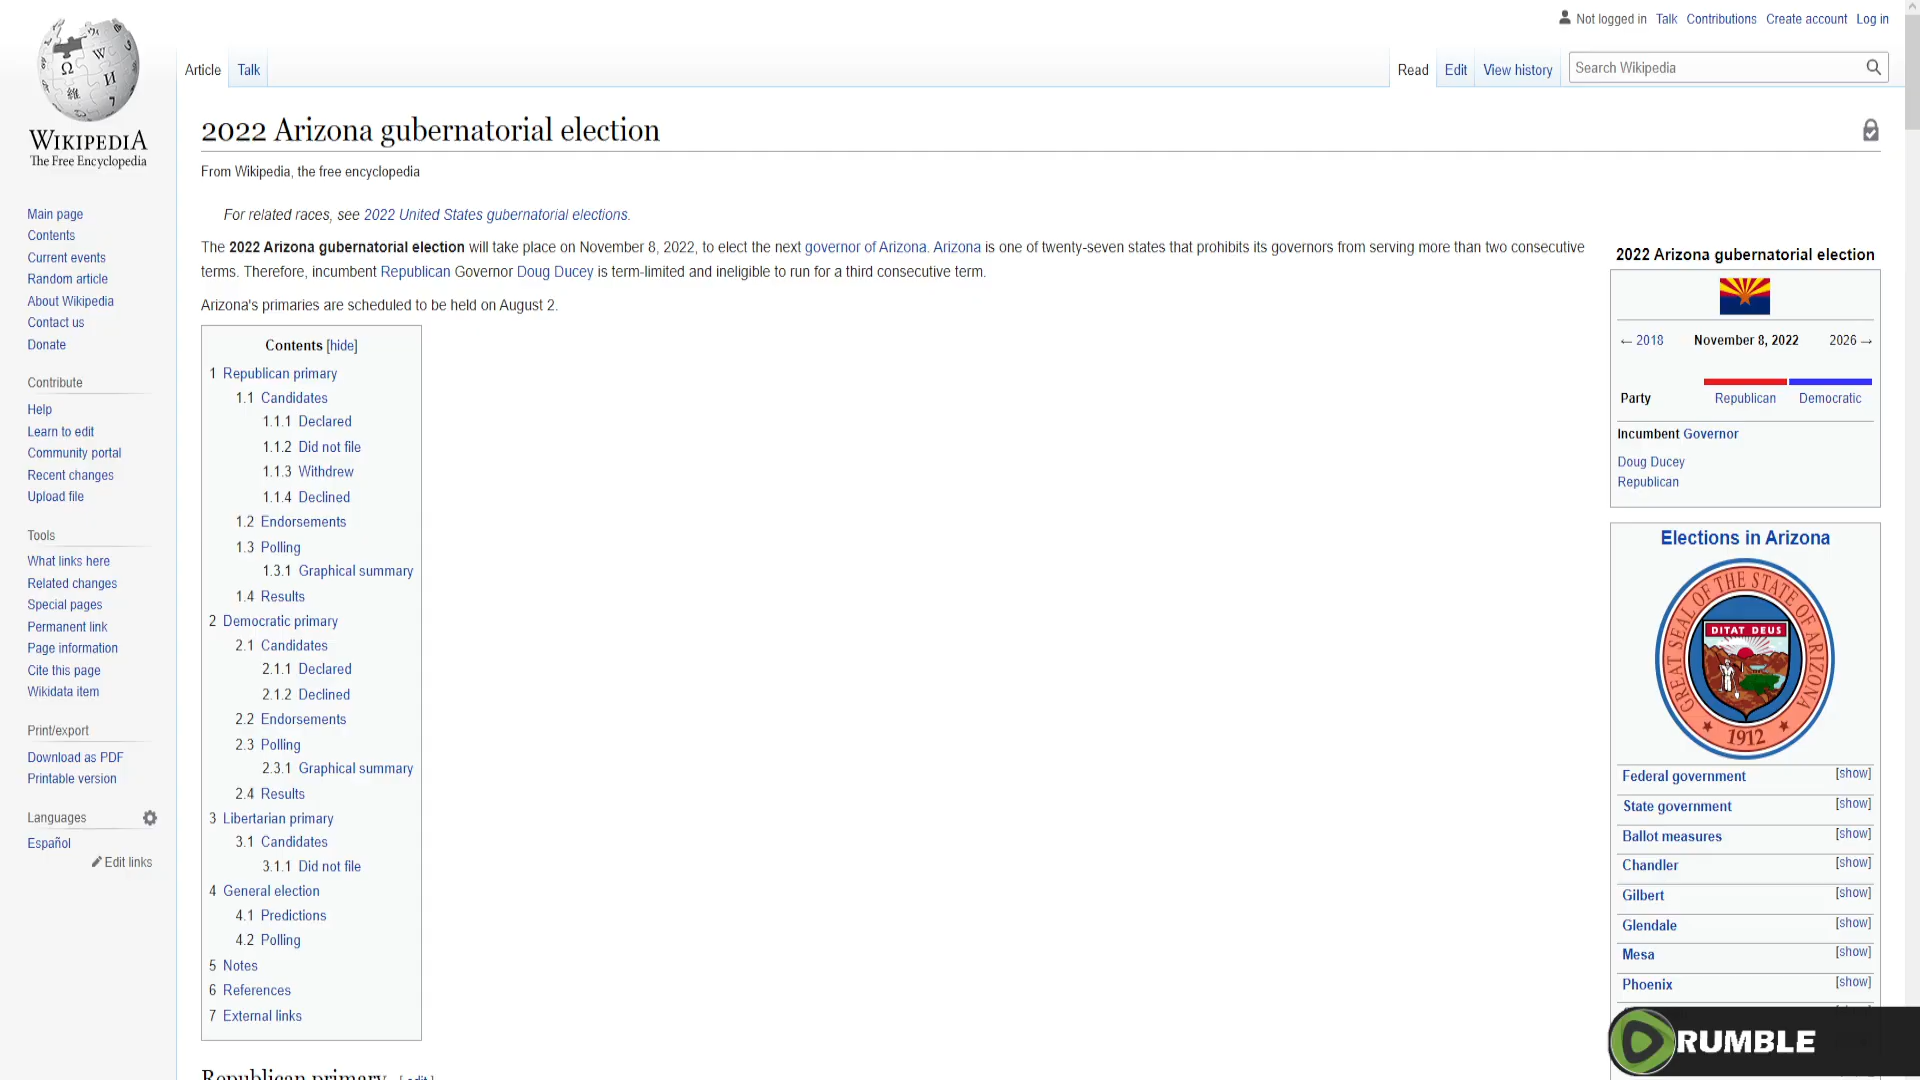 Not logged in Talk Contributions Create account Log in
Article Talk
Read Edit View history Search Wikipedia
WIKIPEDIA
The Free Encyclopedia
Main page
Contents
Current events
Random article
About Wikipedia
Contact us
Donate
Contribute
Help
Learn to edit
Community portal
Recent changes
Upload file
Tools
What links here
Related changes
Special pages
Permanent link
Page information
Cite this page
Wikidata item
Print/export
Download as PDF
Printable version
Languages
Español
Edit links
2022 Arizona gubernatorial election
From Wikipedia, the free encyclopedia
For related races, see 2022 United States gubernatorial elections.
The 2022 Arizona gubernatorial election will take place on November 8, 2022, to elect the next governor of Arizona. Arizona is one of twenty-seven states that prohibits its governors from serving more than two consecutive
terms. Therefore, incumbent Republican Governor Doug Ducey is term-limited and ineligible to run for a third consecutive term.
Arizona's primaries are scheduled to be held on August 2.
Contents [hide]
1 Republican primary
1.1 Candidates
1.1.1 Declared
1.1.2 Did not file
1.1.3 Withdrew
1.1.4 Declined
1.2 Endorsements
1.3 Polling
1.3.1 Graphical summary
1.4 Results
2 Democratic primary
2.1 Candidates
2.1.1 Declared
2.1.2 Declined
2.2 Endorsements
2.3 Polling
2.3.1 Graphical summary
2.4 Results
3 Libertarian primary
3.1 Candidates
3.1.1 Did not file
4 General election
4.1 Predictions
4.2 Polling
5 Notes
6 References
7 External links
Republican primary [ edit ]
2022 Arizona gubernatorial election
← 2018 November 8, 2022 2026 →
Party Republican Democratic
Incumbent Governor
Doug Ducey
Republican
Elections in Arizona
GREAT SEAL OF THE STATE OF ARIZONA
DITAT DEUS
1912
Federal government [show]
State government [show]
Ballot measures [show]
Chandler [show]
Gilbert [show]
Glendale [show]
Mesa [show]
Phoenix [show]
RUMBLE